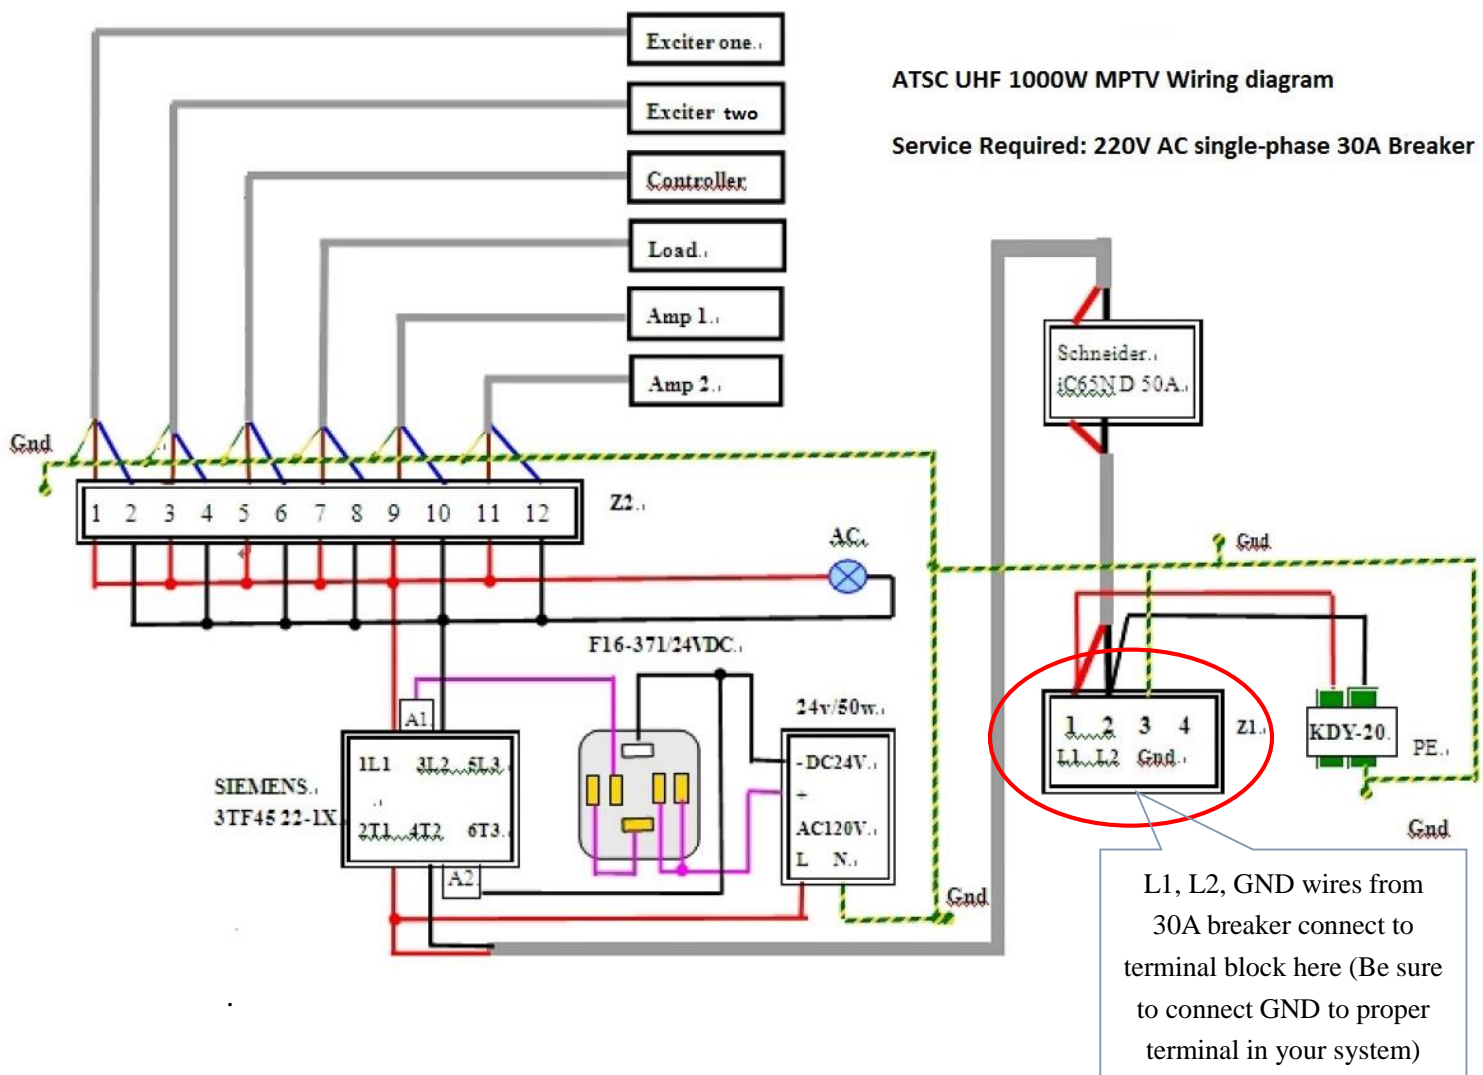 Exciter one.
ATSC UHF 1000W MPTV Wiring diagram
Exciter two
Service Required: 220V AC single-phase 30A Breaker
Controller
Load.
Amp 1.
Schneider.
iC65N D 50A.
Amp 2.
Gnd
1 2 3 4 5 6 7 8 9 10 11 12
Z2.
AC.
Gnd
F16-371/24VDC.
A1
24v/50w.
1 2 3 4
L1 L2 Gnd.
Z1.
KDY-20.
PE.
1L1 3L2 5L3
-DC24V.
+
SIEMENS.
3TF45 22-1X
2T1 4T2 6T3
AC120V.
L N.
A2
Gnd
Gnd
L1, L2, GND wires from
30A breaker connect to
terminal block here (Be sure
to connect GND to proper
terminal in your system)